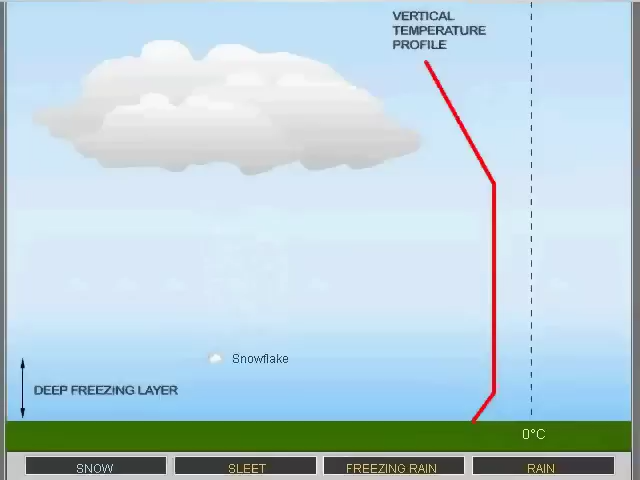 VERTICAL
TEMPERATURE
PROFILE
Snowflake
DEEP FREEZING LAYER
0°C
SNOW
SLEET
FREEZING RAIN
RAIN